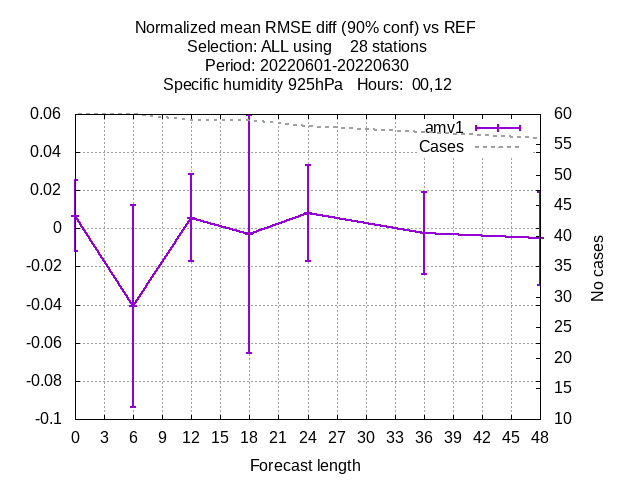 Normalized mean RMSE diff (90% conf) vs REF
Selection: ALL using    28 stations
Period: 20220601-20220630
Specific humidity 925hPa   Hours:  00,12
0.06
0.04
0.02
0
-0.02
-0.04
-0.06
-0.08
-0.1
amv1
Cases
60
55
50
45
40
35
30
25
20
15
10
No cases
0 3 6 9 12 15 18 21 24 27 30 33 36 39 42 45 48
Forecast length